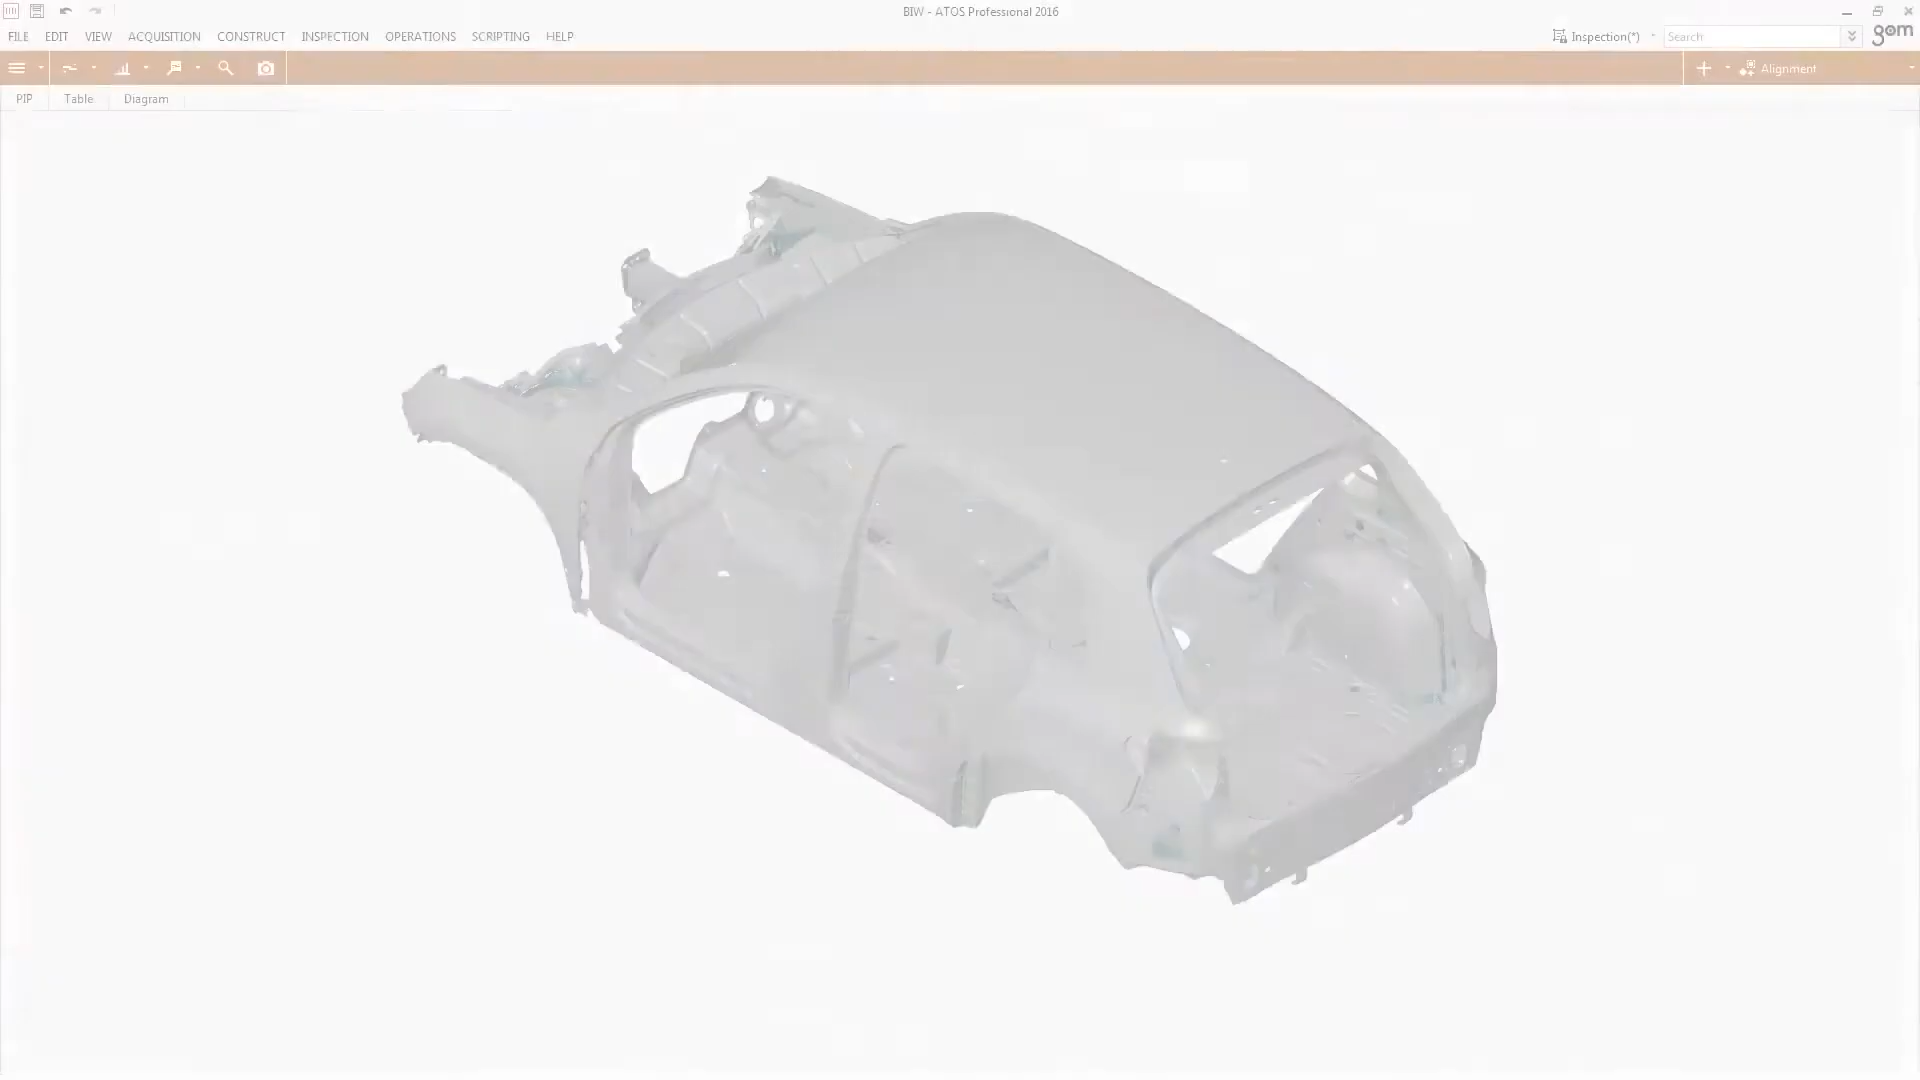 BIW - ATOS Professional 2016
FILE EDIT VIEW ACQUISITION CONSTRUCT INSPECTION OPERATIONS SCRIPTING HELP
Inspection(*) Search gom
Alignment
PIP Table Diagram